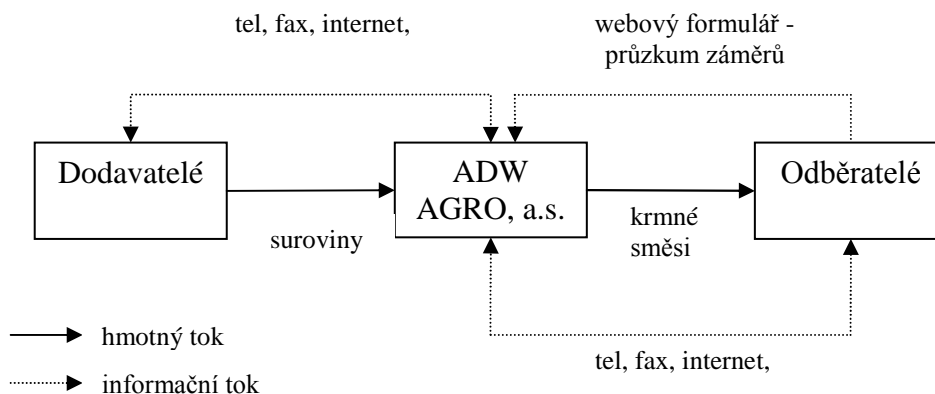 tel, fax, internet,
webový formulář -
průzkum záměrů
Dodavatelé
ADW
AGRO, a.s.
Odběratelé
suroviny
krmné
směsi
hmotný tok
tel, fax, internet,
informační tok